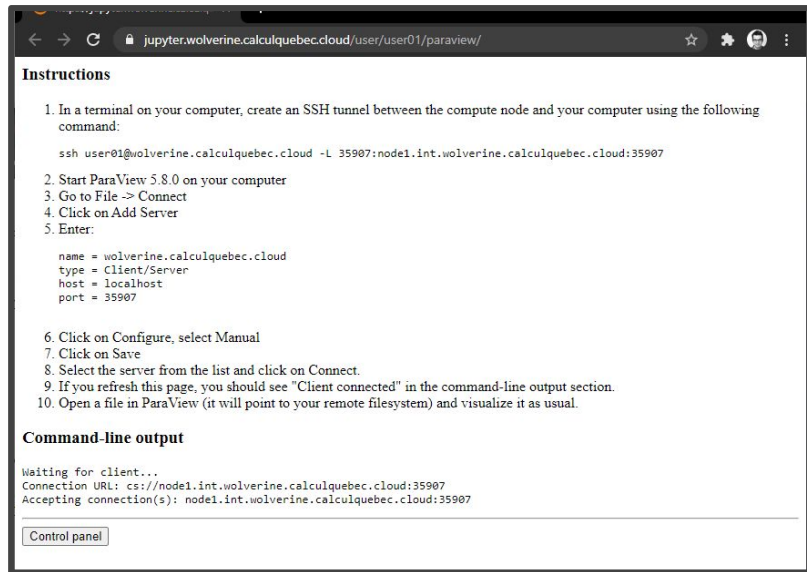 jupyter.wolverine.calculquebec.cloud/user/user01/paraview/
Instructions
1. In a terminal on your computer, create an SSH tunnel between the compute node and your computer using the following
command:
ssh user01@wolverine.calculquebec.cloud -L 35907:node1.int.wolverine.calculquebec.cloud:35907
2. Start ParaView 5.8.0 on your computer
3. Go to File -> Connect
4. Click on Add Server
5. Enter:
name = wolverine.calculquebec.cloud
type = Client/Server
host = localhost
port = 35907
6. Click on Configure, select Manual
7. Click on Save
8. Select the server from the list and click on Connect.
9. If you refresh this page, you should see "Client connected" in the command-line output section.
10. Open a file in ParaView (it will point to your remote filesystem) and visualize it as usual.
Command-line output
Waiting for client...
Connection URL: cs://node1.int.wolverine.calculquebec.cloud:35907
Accepting connection(s): node1.int.wolverine.calculquebec.cloud:35907
Control panel